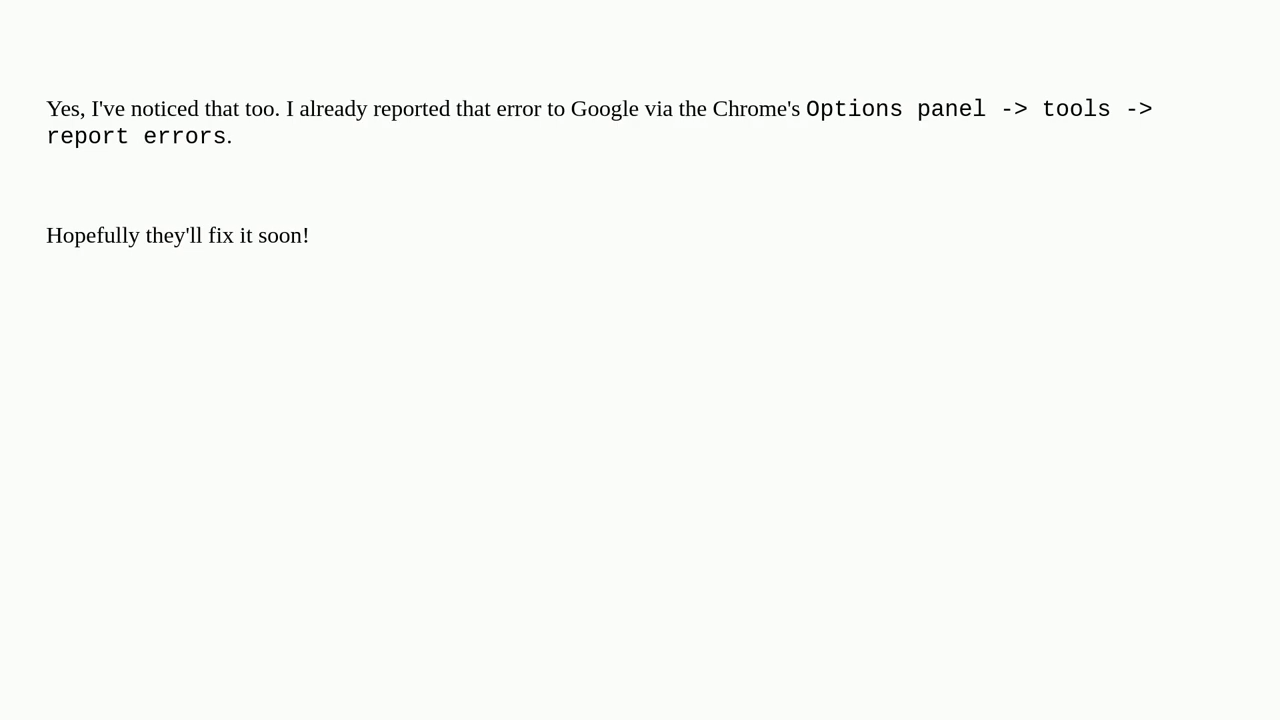 Yes, I've noticed that too. I already reported that error to Google via the Chrome's Options panel -> tools ->
report errors.
Hopefully they'll fix it soon!